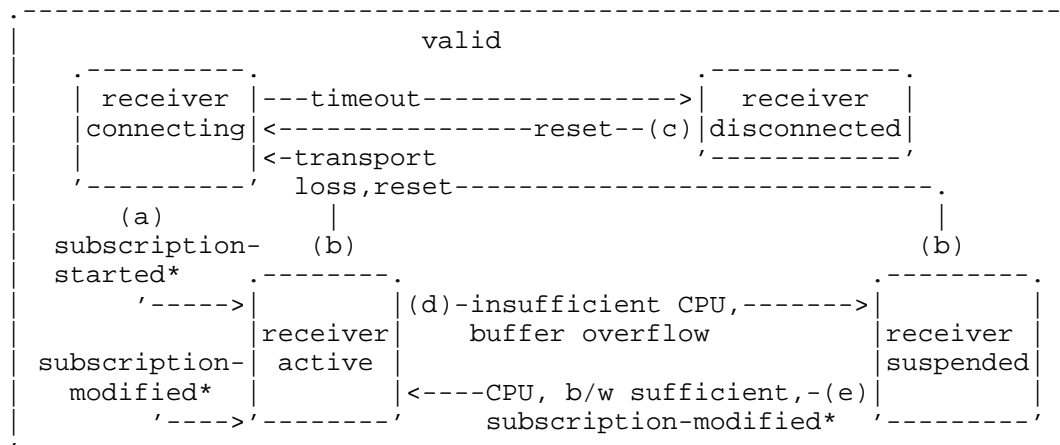 .-----------------------------------------------------------------
|                         valid
|   .----------.                           .------------.
|   | receiver |---timeout---------------->|  receiver  |
|   |connecting|<----------------reset--(c)|disconnected|
|   |          |<-transport                '------------'
|   '----------'  loss,reset------------------------------.
|      (a)          |                                     |
|  subscription-   (b)                                   (b)
|  started*     .--------.                           .---------.
|       '----->|        |(d)-insufficient CPU,------->|         |
|              |receiver|    buffer overflow          |receiver |
| subscription-| active |                             |suspended|
|   modified*  |        |<----CPU, b/w sufficient,-(e)|         |
|        '---->'--------'     subscription-modified*  '---------'